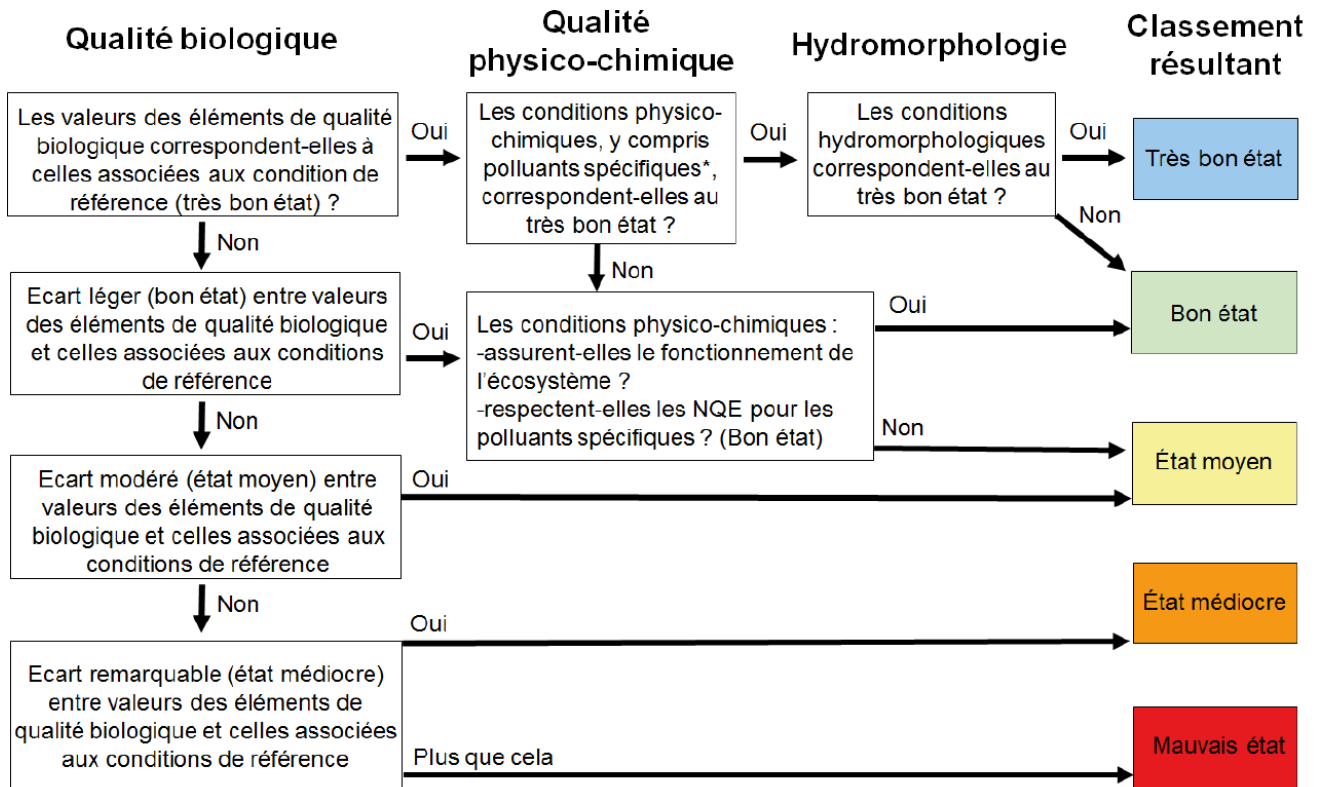 Qualité biologique
Qualité
physico-chimique
Hydromorphologie
Classement
résultant
Les valeurs des éléments de qualité
biologique correspondent-elles à
celles associées aux condition de
référence (très bon état) ?
Oui
Les conditions physico-
chimiques, y compris
polluants spécifiques*,
correspondent-elles au
très bon état ?
Oui
Les conditions
hydromorphologiques
correspondent-elles au
très bon état ?
Oui
Très bon état
Non
Non
Non
Ecart léger (bon état) entre valeurs
des éléments de qualité biologique
et celles associées aux conditions
de référence
Oui
Les conditions physico-chimiques :
-assurent-elles le fonctionnement de
l'écosystème ?
-respectent-elles les NQE pour les
polluants spécifiques ? (Bon état)
Oui
Bon état
Non
Non
Ecart modéré (état moyen) entre
valeurs des éléments de qualité
biologique et celles associées aux
conditions de référence
Oui
État moyen
Non
Ecart remarquable (état médiocre)
entre valeurs des éléments de
qualité biologique et celles associées
aux conditions de référence
Oui
État médiocre
Plus que cela
Mauvais état